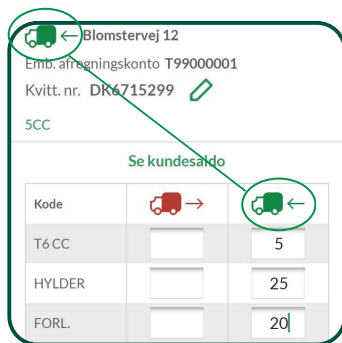 Blomstervej 12
Emb. afregningskonto T99000001
Kvitt. nr. DK6715299
5CC
Se kundesaldo
Kode
T6 CC 5
HYLDER 25
FORL. 20